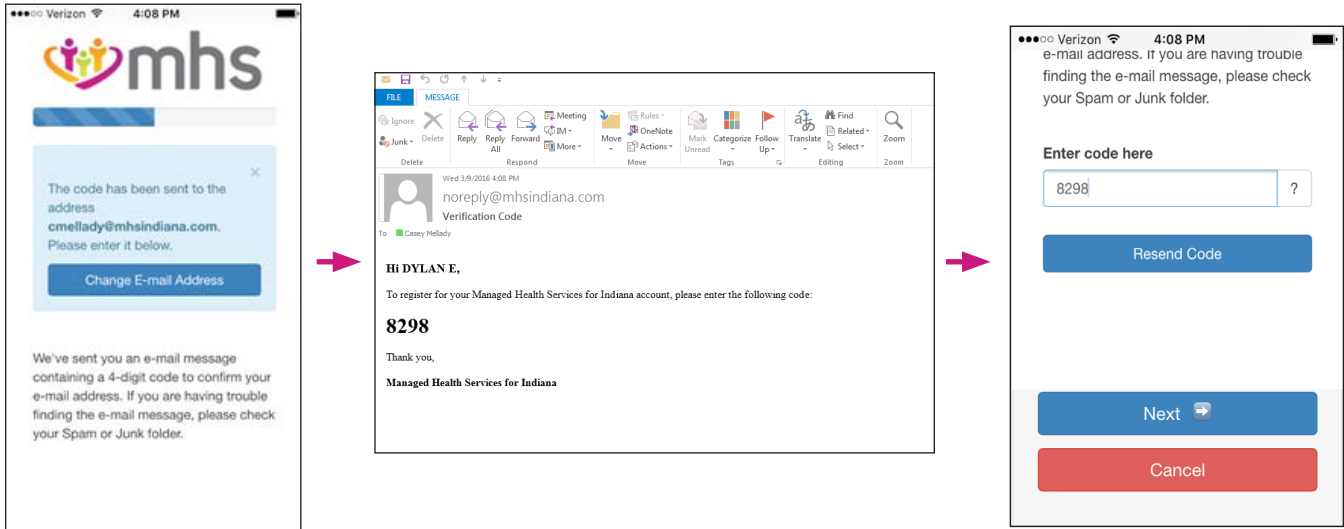 ●●●○○ Verizon 4:08 PM
mhs
×
The code has been sent to the
address
cmellady@mhsindiana.com.
Please enter it below.
Change E-mail Address
We've sent you an e-mail message
containing a 4-digit code to confirm your
e-mail address. If you are having trouble
finding the e-mail message, please check
your Spam or Junk folder.
FILE MESSAGE
Ignore
Junk
Delete
Reply
Reply All
Forward
Meeting
IM
More
Move
Rules
OneNote
Actions
Mark Unread
Categorize
Follow Up
Translate
Find
Related
Select
Zoom
Delete Respond Move Tags Editing Zoom
Wed 3/9/2016 4:08 PM
noreply@mhsindiana.com
Verification Code
To Casey Mellady
Hi DYLAN E,
To register for your Managed Health Services for Indiana account, please enter the following code:
8298
Thank you,
Managed Health Services for Indiana
●●●○○ Verizon 4:08 PM
e-mail address. If you are having trouble
finding the e-mail message, please check
your Spam or Junk folder.
Enter code here
8298 ?
Resend Code
Next
Cancel